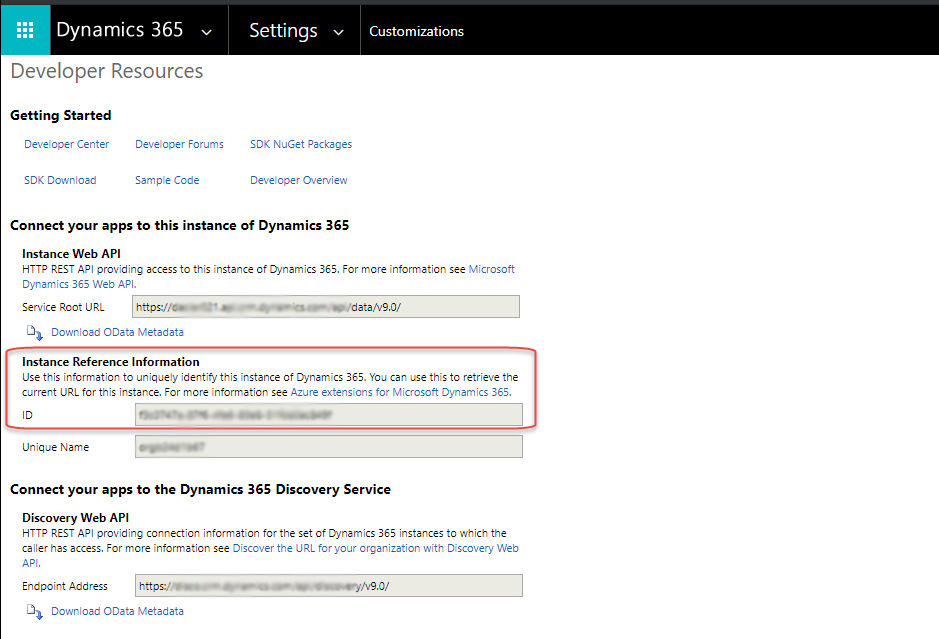 Dynamics 365 Settings Customizations
Developer Resources
Getting Started
Developer Center Developer Forums SDK NuGet Packages
SDK Download Sample Code Developer Overview
Connect your apps to this instance of Dynamics 365
Instance Web API
HTTP REST API providing access to this instance of Dynamics 365. For more information see Microsoft
Dynamics 365 Web API.
Service Root URL https:// /data/v9.0/
Download OData Metadata
Instance Reference Information
Use this information to uniquely identify this instance of Dynamics 365. You can use this to retrieve the
current URL for this instance. For more information see Azure extensions for Microsoft Dynamics 365.
ID
Unique Name
Connect your apps to the Dynamics 365 Discovery Service
Discovery Web API
HTTP REST API providing connection information for the set of Dynamics 365 instances to which the
caller has access. For more information see Discover the URL for your organization with Discovery Web
API.
Endpoint Address https:// /v9.0/
Download OData Metadata